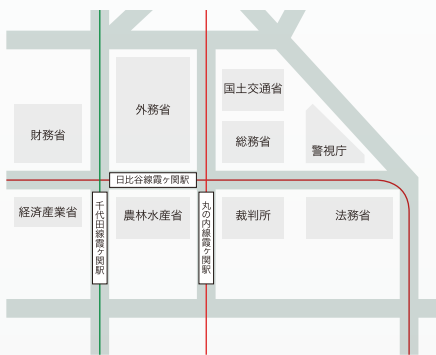 国土交通省
外務省
財務省
総務省
警視庁
日比谷線霞ヶ関駅
経済産業省
千代田線霞ヶ関駅
農林水産省
丸の内線霞ヶ関駅
裁判所
法務省